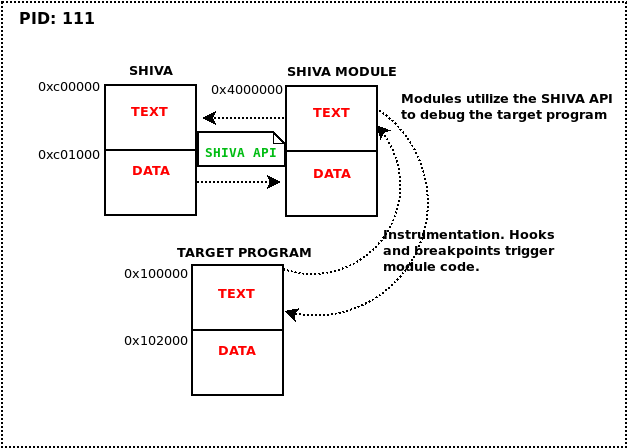 PID: 111
SHIVA
SHIVA MODULE
0xc00000
0x4000000
TEXT
TEXT
Modules utilize the SHIVA API
to debug the target program
0xc01000
SHIVA API
DATA
DATA
Instrumentation. Hooks
and breakpoints trigger
module code.
TARGET PROGRAM
0x100000
TEXT
0x102000
DATA